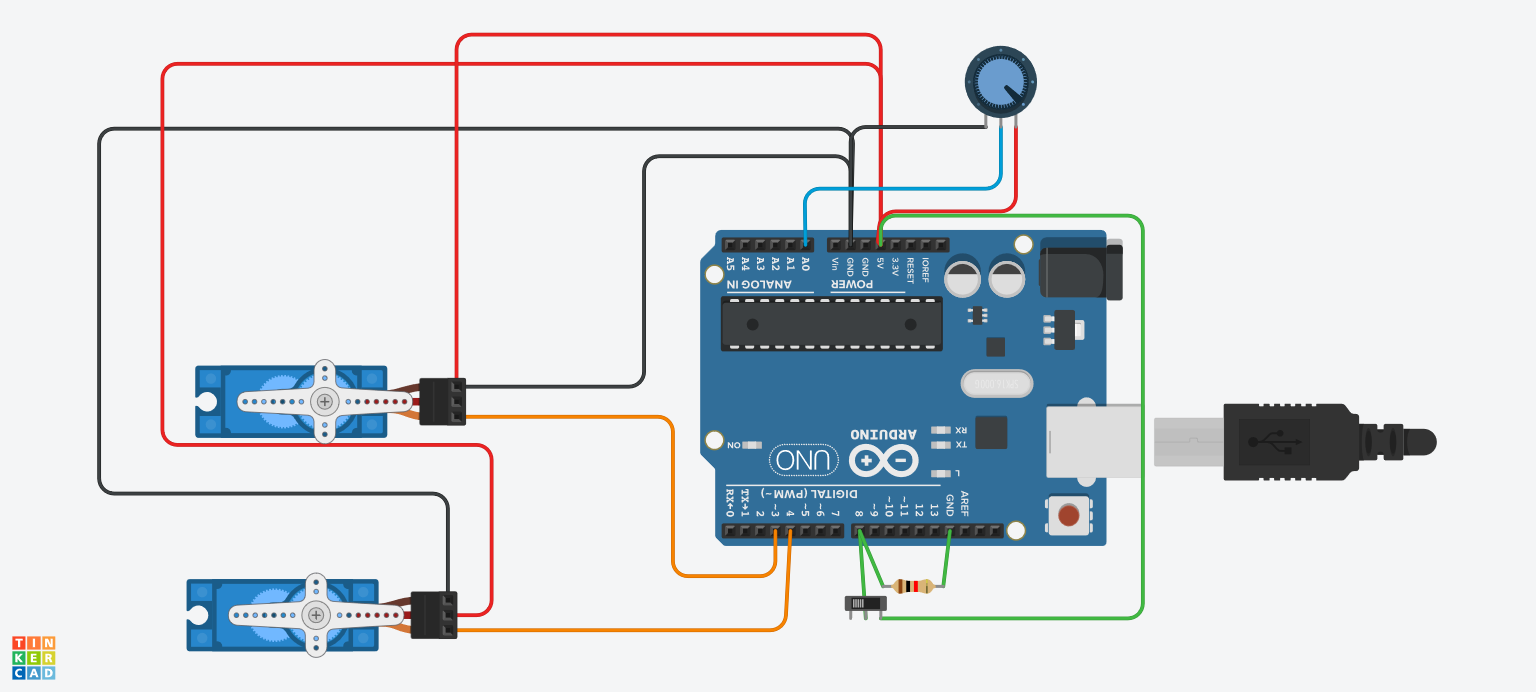 A5
A4
A3
A2
A1
A0
Vin
GND
GND
5V
3.3V
RESET
IOREF
ANALOG IN
POWER
ON
UNO
ARDUINO
RX
TX
L
DIGITAL (PWM~)
RX←0
TX→1
2
~3
4
~5
~6
7
8
~9
~10
~11
12
13
GND
AREF
TIN
KER
CAD